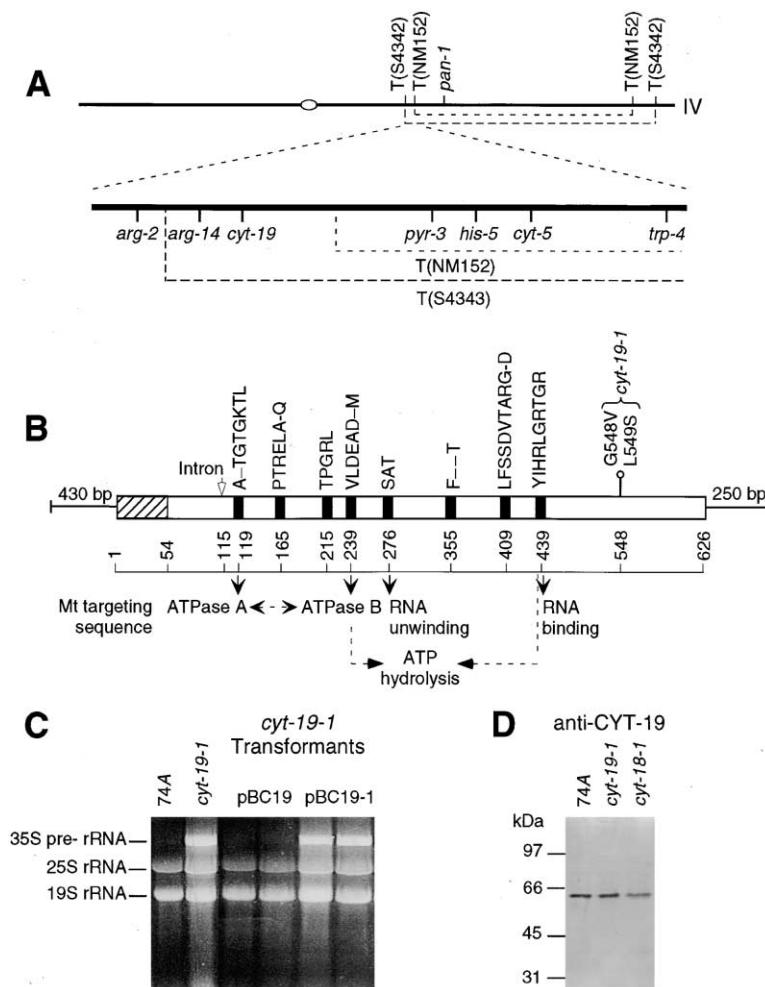 A
T(S4342)
T(NM152)
pan-1
T(NM152)
T(S4342)
IV
arg-2 arg-14 cyt-19 pyr-3 his-5 cyt-5 trp-4
T(NM152)
T(S4343)
B
Intron
A–TGTGKTL
PTRELA-Q
TPGRL
VLDEAD–M
SAT
F––T
LFSSDVTARG-D
YIHRLGRTGR
G548V
L549S
cyt-19-1
430 bp
250 bp
1 54 115 119 165 215 239 276 355 409 439 548 626
Mt targeting sequence
ATPase A
ATPase B
RNA unwinding
RNA binding
ATP hydrolysis
C
cyt-19-1
Transformants
74A
cyt-19-1
pBC19
pBC19-1
35S pre- rRNA
25S rRNA
19S rRNA
D
anti-CYT-19
74A
cyt-19-1
cyt-18-1
kDa
97
66
45
31